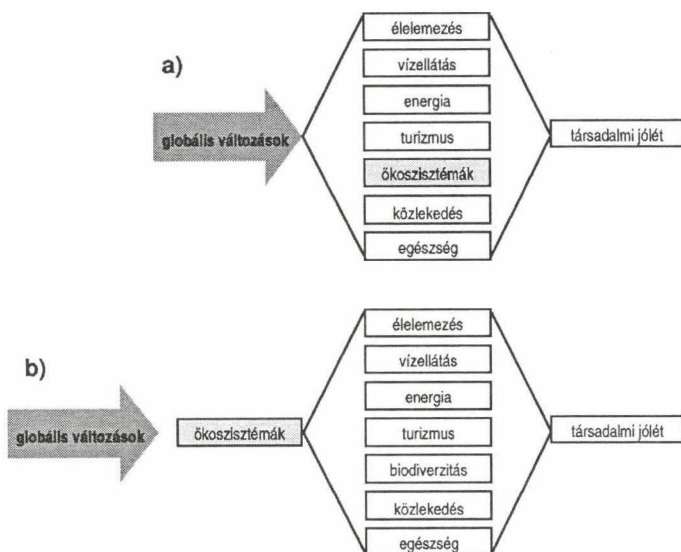 a)
globális változások
élelemezés
vízellátás
energia
turizmus
ökoszisztémák
közlekedés
egészség
társadalmi jólét
b)
globális változások
ökoszisztémák
élelemezés
vízellátás
energia
turizmus
biodiverzitás
közlekedés
egészség
társadalmi jólét